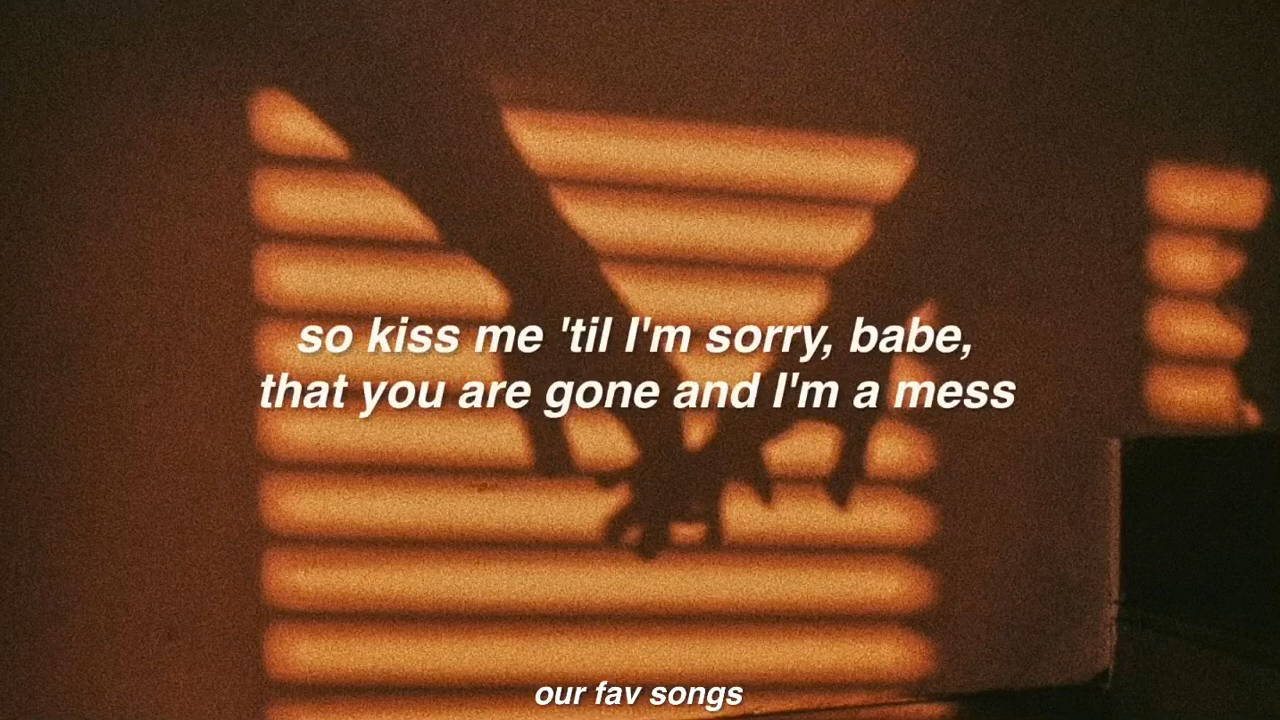 so kiss me 'til I'm sorry, babe,
that you are gone and I'm a mess
our fav songs